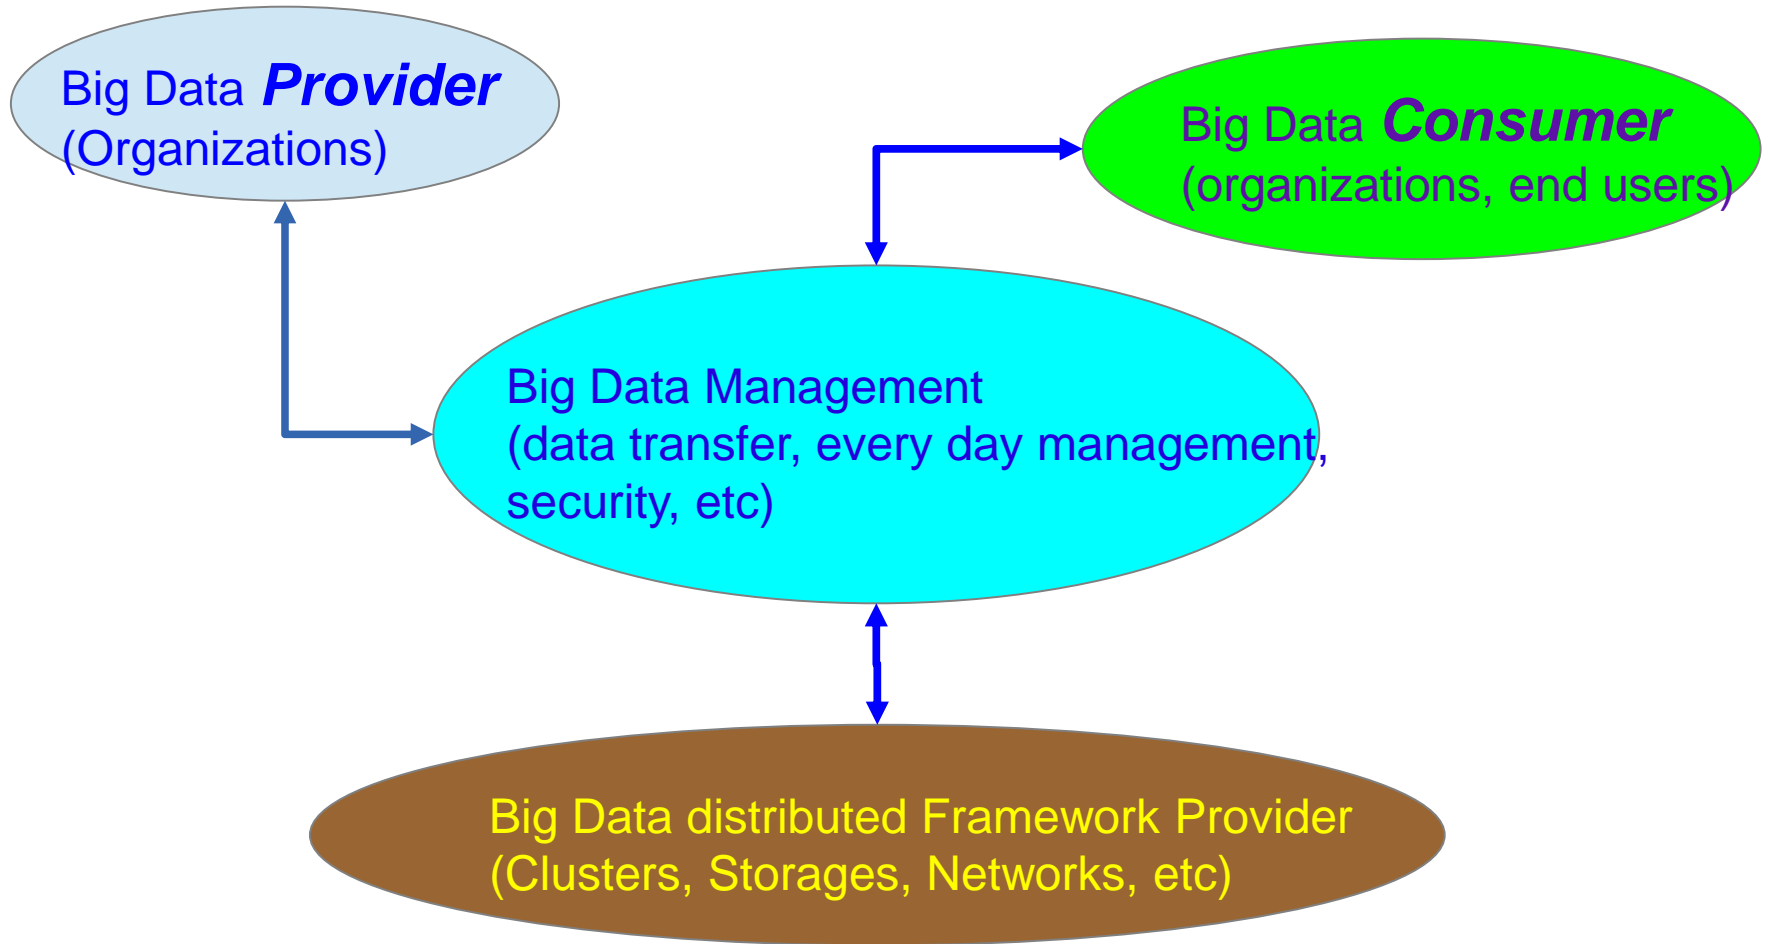 Big Data Provider
(Organizations)
Big Data Consumer
(organizations, end users)
Big Data Management
(data transfer, every day management,
security, etc)
Big Data distributed Framework Provider
(Clusters, Storages, Networks, etc)